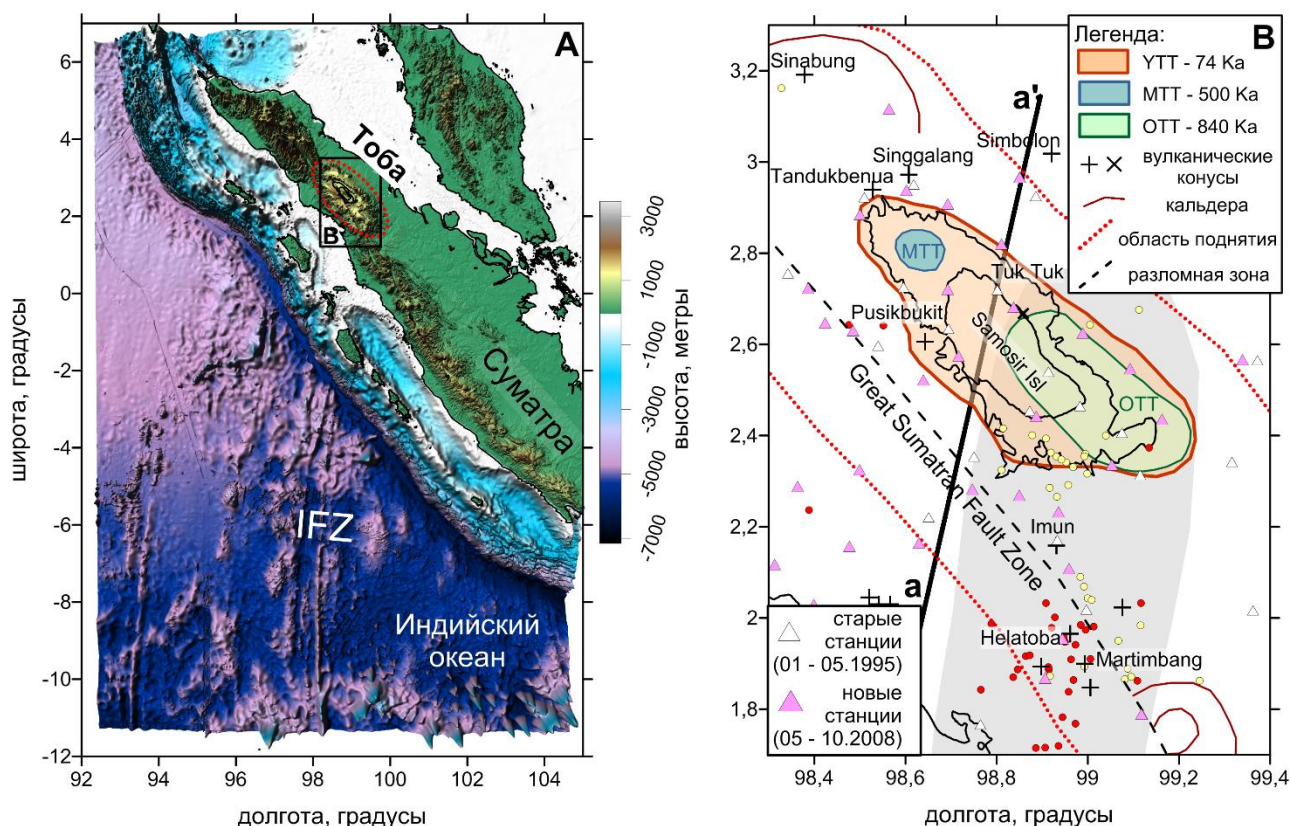 A
6
4
2
0
-2
-4
-6
-8
-10
-12
широта, градусы
92
94
96
98
100
102
104
долгота, градусы
Тоба
B
Суматра
IFZ
Индийский
океан
3000
1000
-1000
-3000
-5000
-7000
высота, метры
B
Легенда:
YTT - 74 Ka
MTT - 500 Ka
OTT - 840 Ka
вулканические
конусы
кальдера
область поднятия
разломная зона
3,2
3
2,8
2,6
2,4
2,2
2
1,8
Sinabung
a'
Simbolon
Singgalang
Tandukbenua
MTT
Tuk Tuk
Pusikbukit
Samosir Isl
OTT
Great Sumatran Fault Zone
Imun
a
Helatoba
Martimbang
старые
станции
(01 - 05.1995)
новые
станции
(05 - 10.2008)
98,4
98,6
98,8
99
99,2
99,4
долгота, градусы